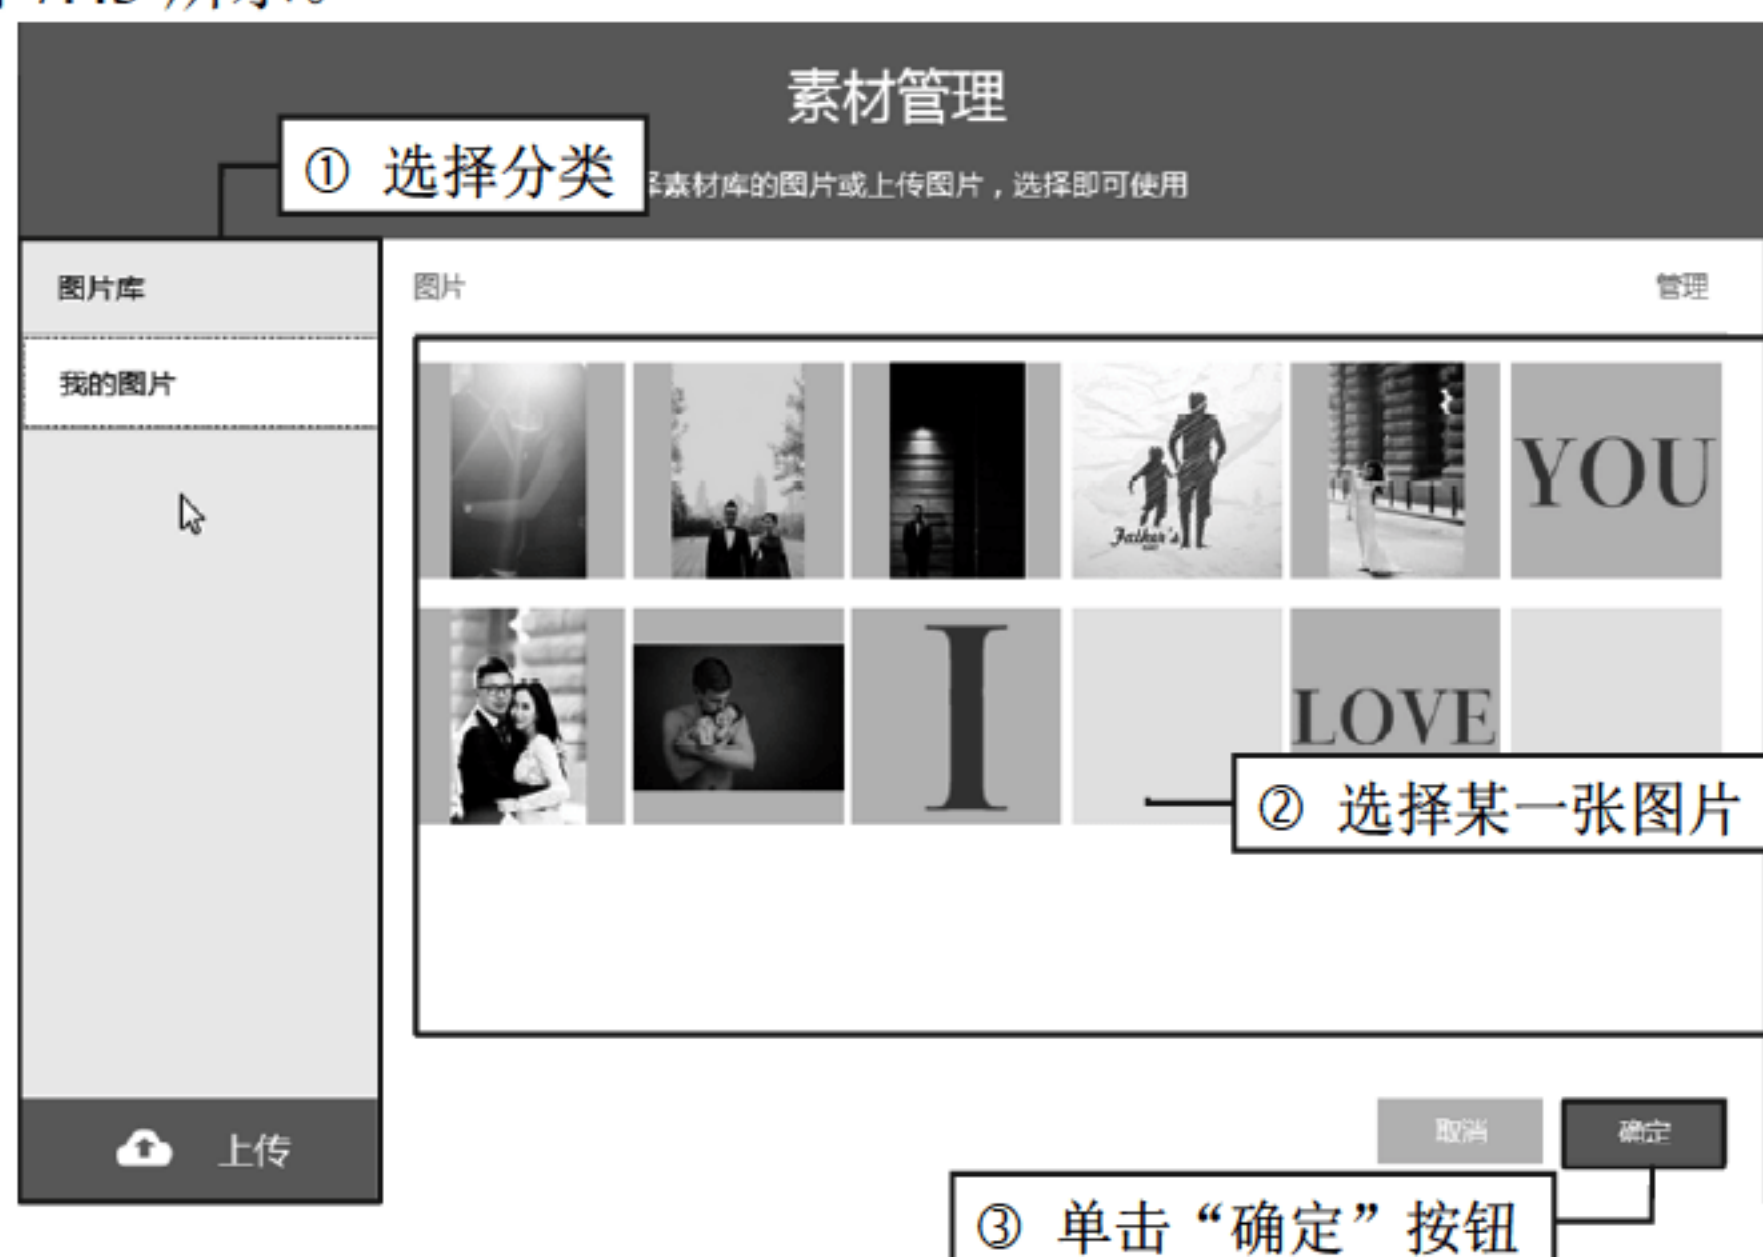 素材管理
① 选择分类
素材库的图片或上传图片，选择即可使用
图片库
图片
管理
我的图片
YOU
Father's
I
LOVE
② 选择某一张图片
上传
取消
确定
③ 单击“确定”按钮